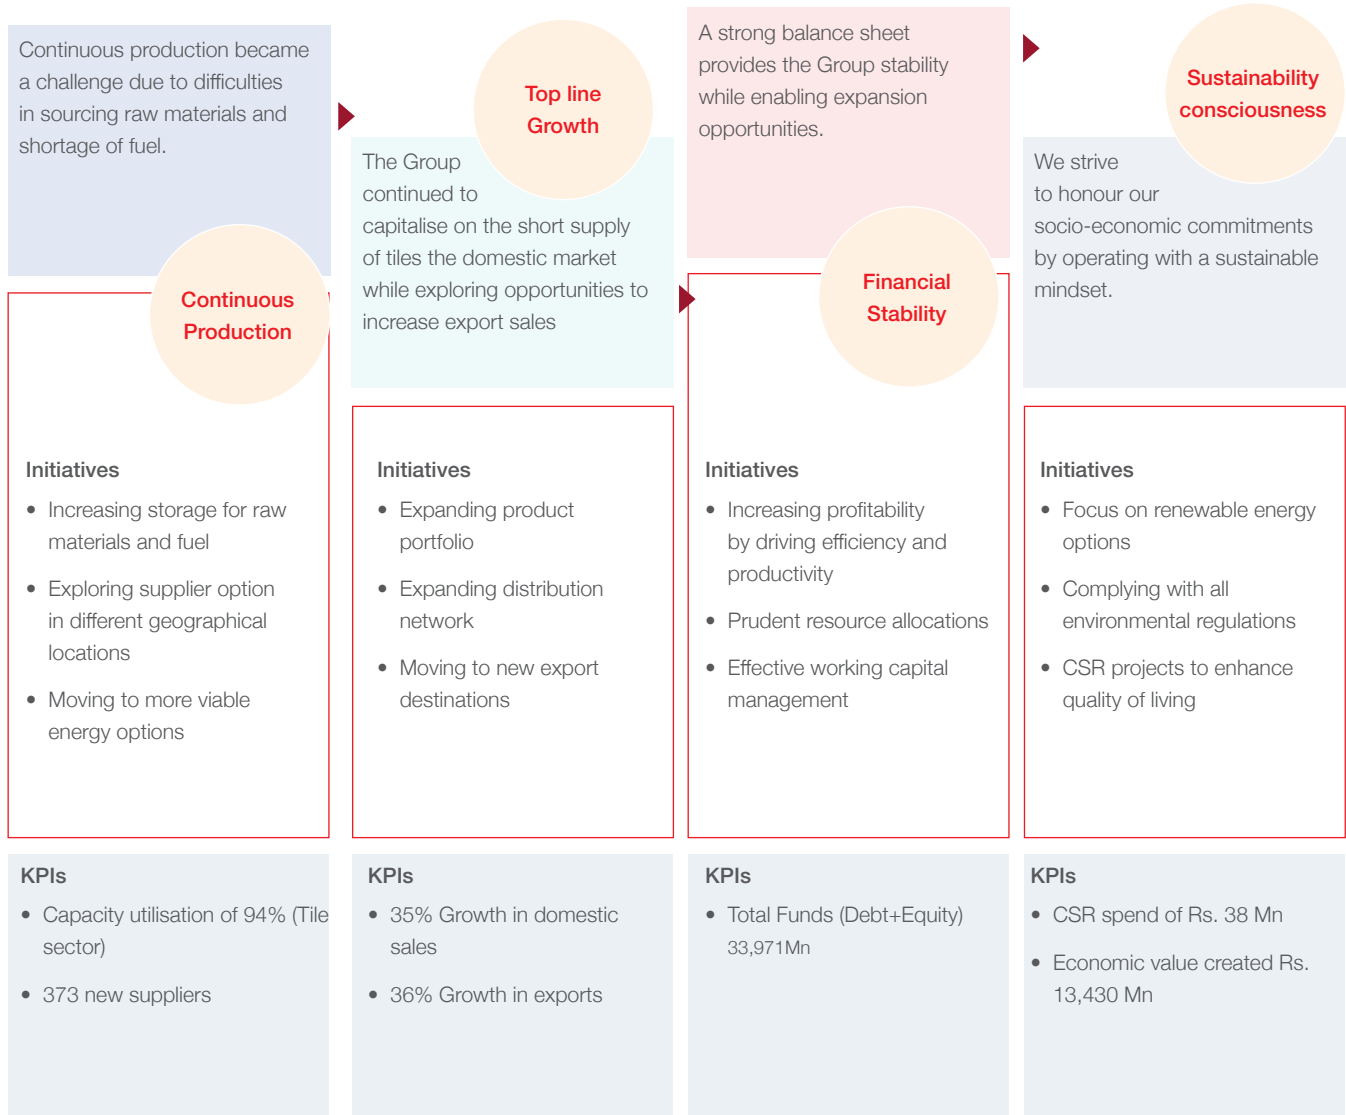 Continuous production became
a challenge due to difficulties
in sourcing raw materials and
shortage of fuel.
Continuous
Production
Initiatives
• Increasing storage for raw
materials and fuel
• Exploring supplier option
in different geographical
locations
• Moving to more viable
energy options
KPIs
• Capacity utilisation of 94% (Tile
sector)
• 373 new suppliers
Top line
Growth
The Group
continued to
capitalise on the short supply
of tiles the domestic market
while exploring opportunities to
increase export sales
Initiatives
• Expanding product
portfolio
• Expanding distribution
network
• Moving to new export
destinations
KPIs
• 35% Growth in domestic
sales
• 36% Growth in exports
A strong balance sheet
provides the Group stability
while enabling expansion
opportunities.
Financial
Stability
Initiatives
• Increasing profitability
by driving efficiency and
productivity
• Prudent resource allocations
• Effective working capital
management
KPIs
• Total Funds (Debt+Equity)
33,971Mn
Sustainability
consciousness
We strive
to honour our
socio-economic commitments
by operating with a sustainable
mindset.
Initiatives
• Focus on renewable energy
options
• Complying with all
environmental regulations
• CSR projects to enhance
quality of living
KPIs
• CSR spend of Rs. 38 Mn
• Economic value created Rs.
13,430 Mn